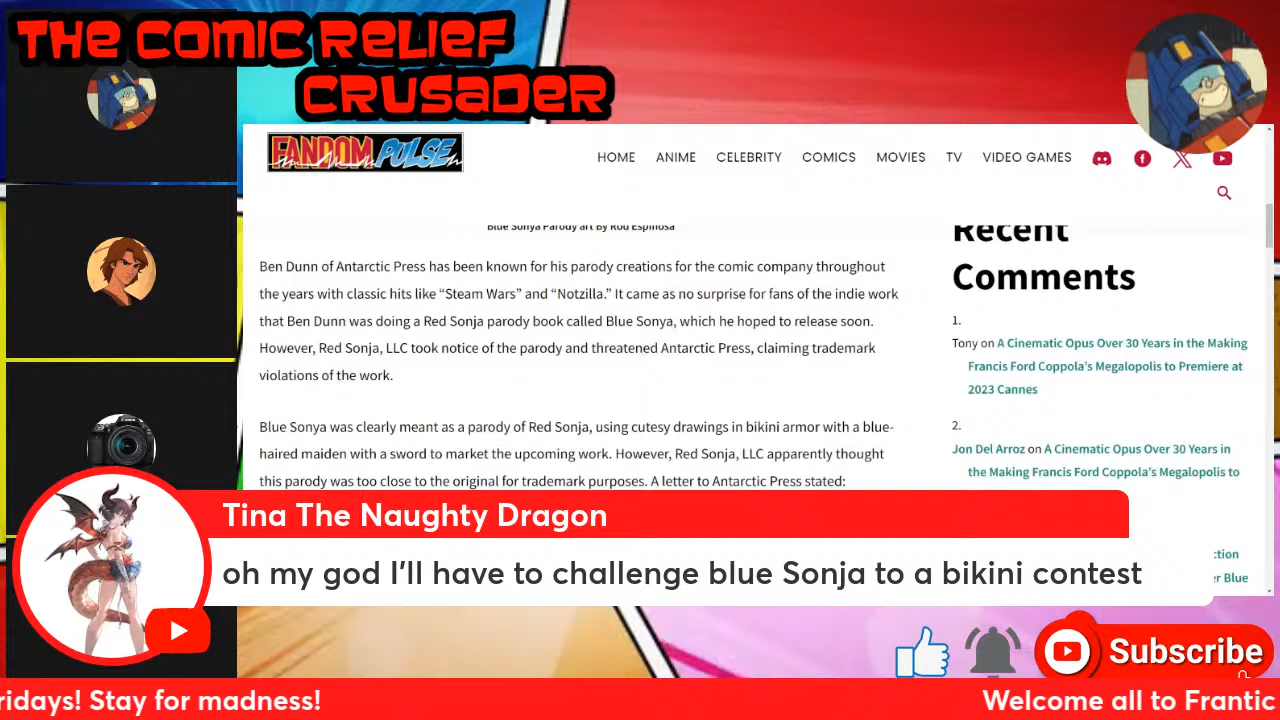 THE COMIC RELIEF
CRUSADER
FANDOM PULSE
HOME ANIME CELEBRITY COMICS MOVIES TV VIDEO GAMES
Blue Sonya Parody art By Rod Espinosa
Ben Dunn of Antarctic Press has been known for his parody creations for the comic company throughout
the years with classic hits like “Steam Wars” and “Notzilla.” It came as no surprise for fans of the indie work
that Ben Dunn was doing a Red Sonja parody book called Blue Sonya, which he hoped to release soon.
However, Red Sonja, LLC took notice of the parody and threatened Antarctic Press, claiming trademark
violations of the work.
Blue Sonya was clearly meant as a parody of Red Sonja, using cutesy drawings in bikini armor with a blue-
haired maiden with a sword to market the upcoming work. However, Red Sonja, LLC apparently thought
this parody was too close to the original for trademark purposes. A letter to Antarctic Press stated:
Recent
Comments
1.
Tony on A Cinematic Opus Over 30 Years in the Making
Francis Ford Coppola’s Megalopolis to Premiere at
2023 Cannes
2.
Jon Del Arroz on A Cinematic Opus Over 30 Years in
the Making Francis Ford Coppola’s Megalopolis to
ction
er Blue
Canon
Tina The Naughty Dragon
oh my god I’ll have to challenge blue Sonja to a bikini contest
Subscribe
ridays! Stay for madness!
Welcome all to Frantic